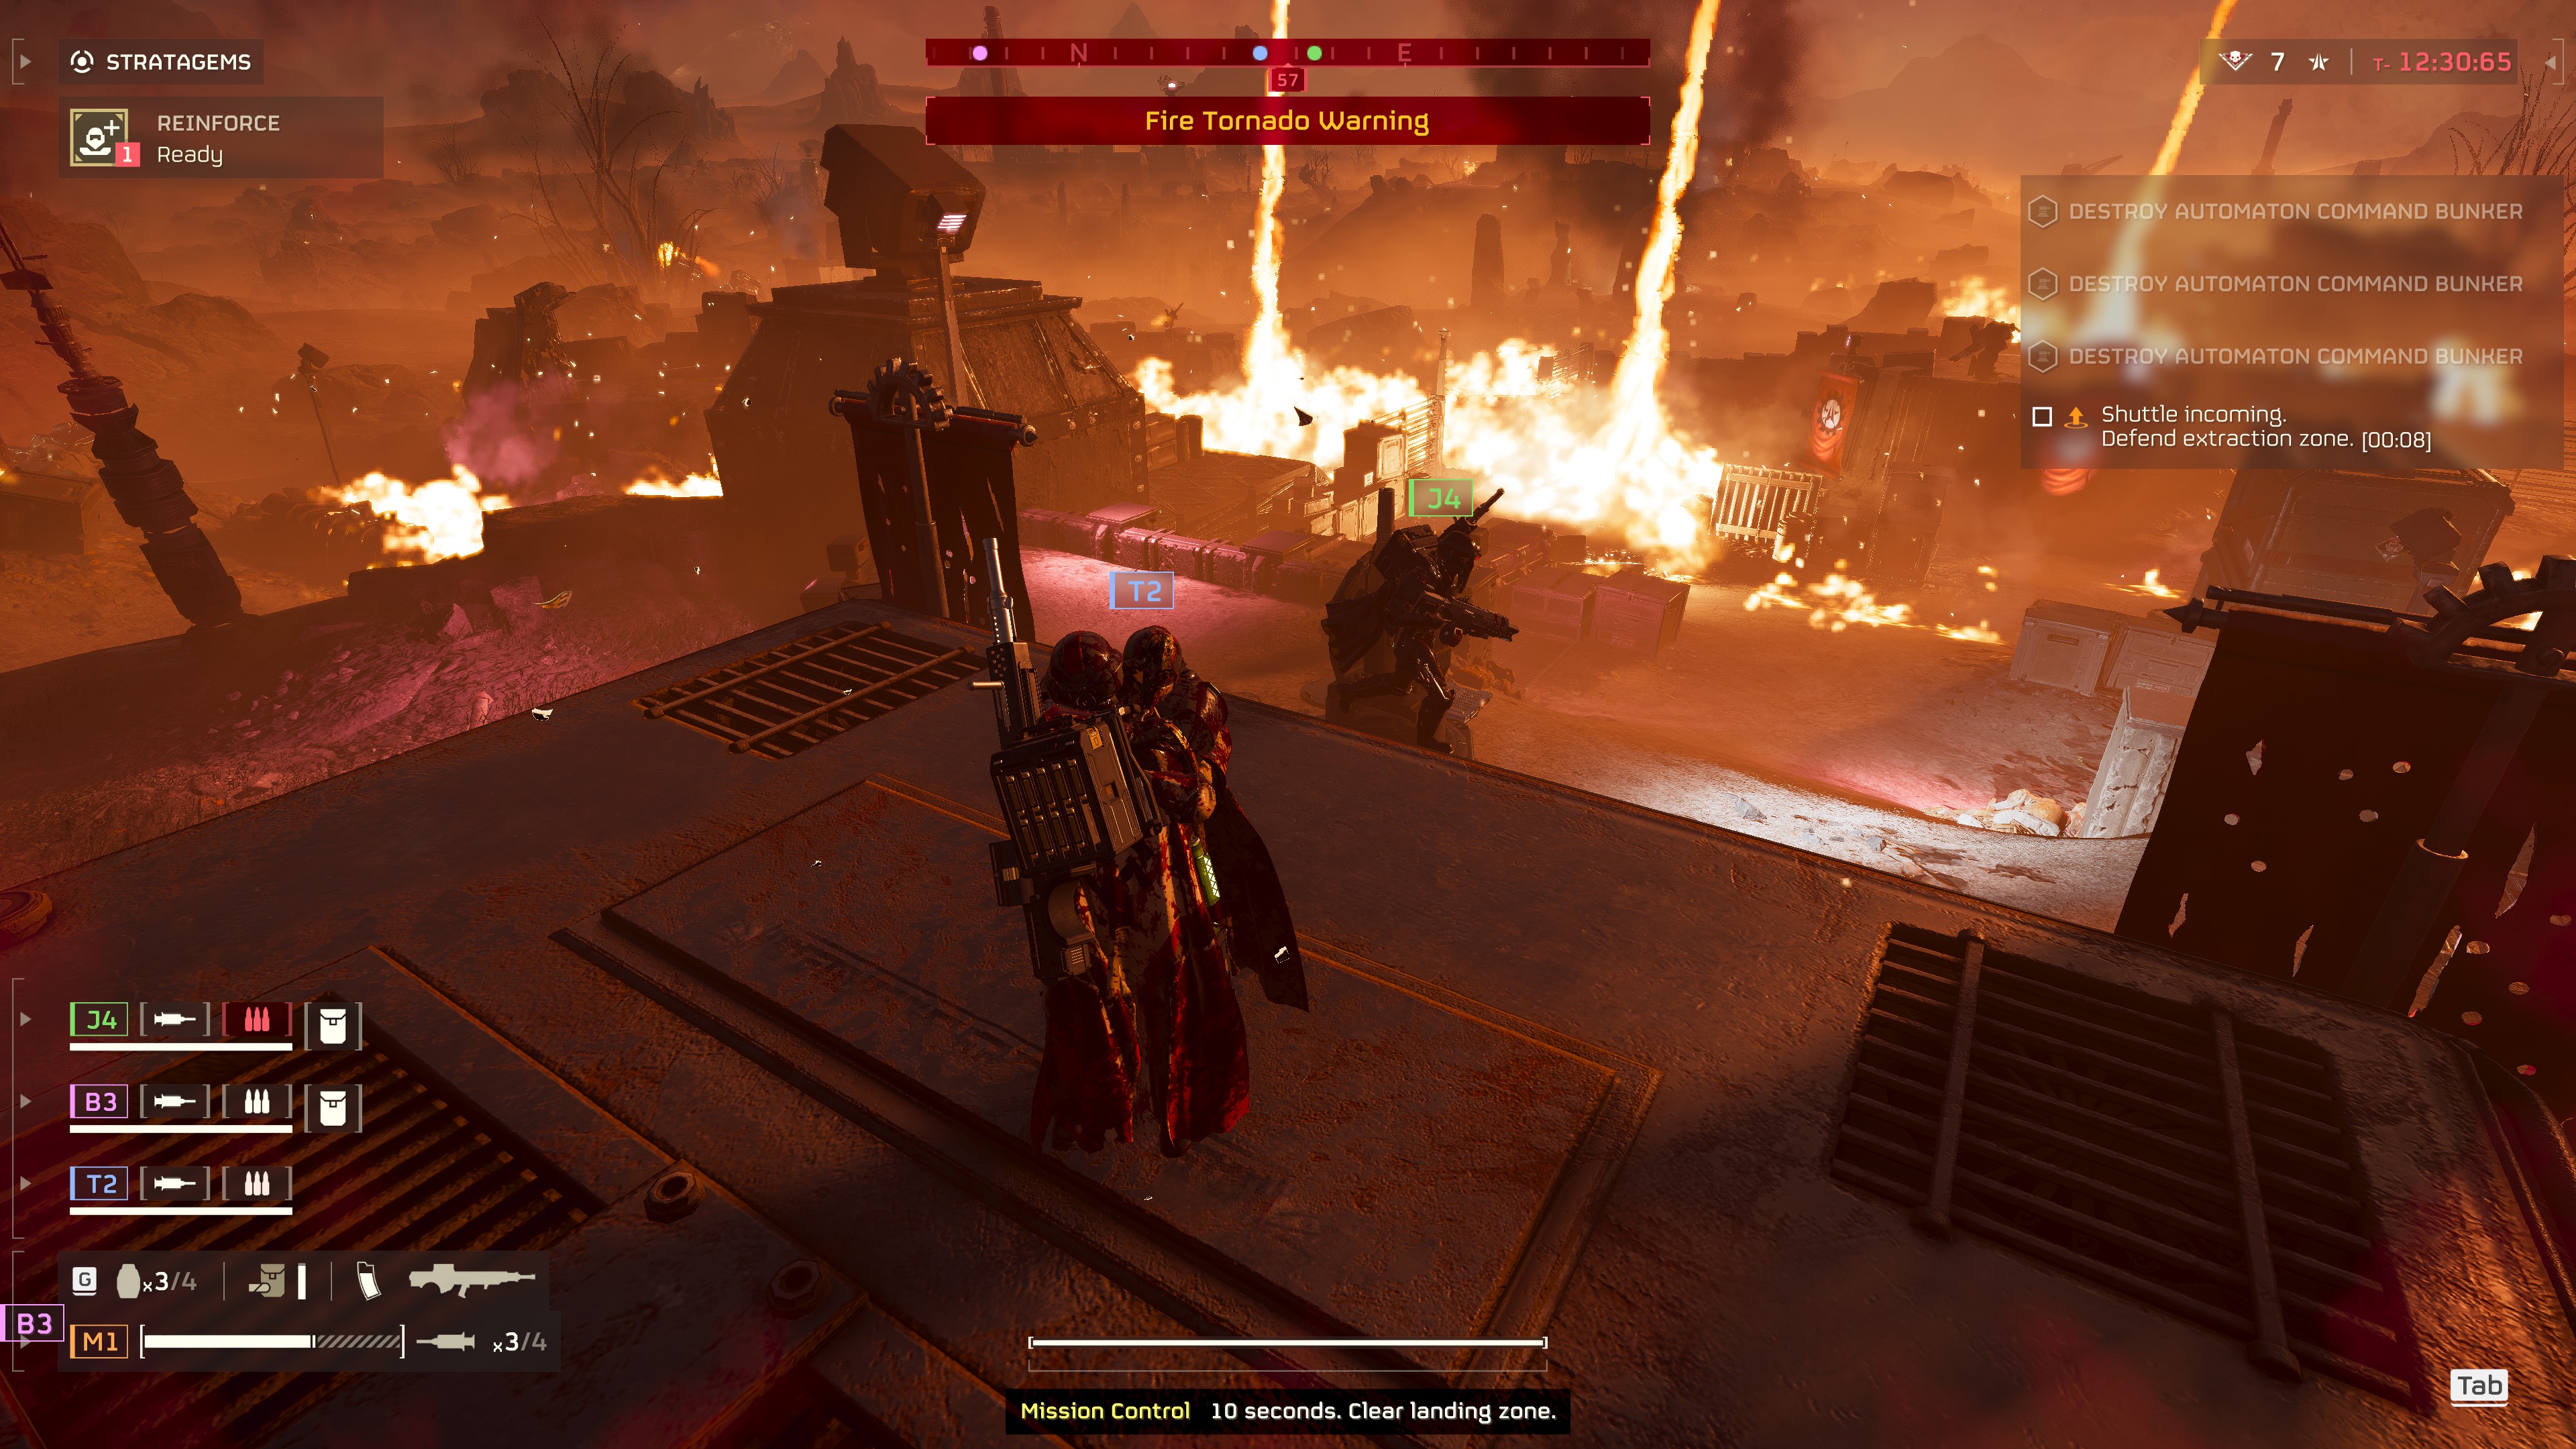 STRATAGEMS
REINFORCE
1
Ready
N
E
57
Fire Tornado Warning
7
T- 12:30:65
DESTROY AUTOMATON COMMAND BUNKER
DESTROY AUTOMATON COMMAND BUNKER
DESTROY AUTOMATON COMMAND BUNKER
Shuttle incoming.
Defend extraction zone. [00:08]
J4
T2
J4
B3
T2
G x3/4
B3
M1 x3/4
Mission Control 10 seconds. Clear landing zone.
Tab